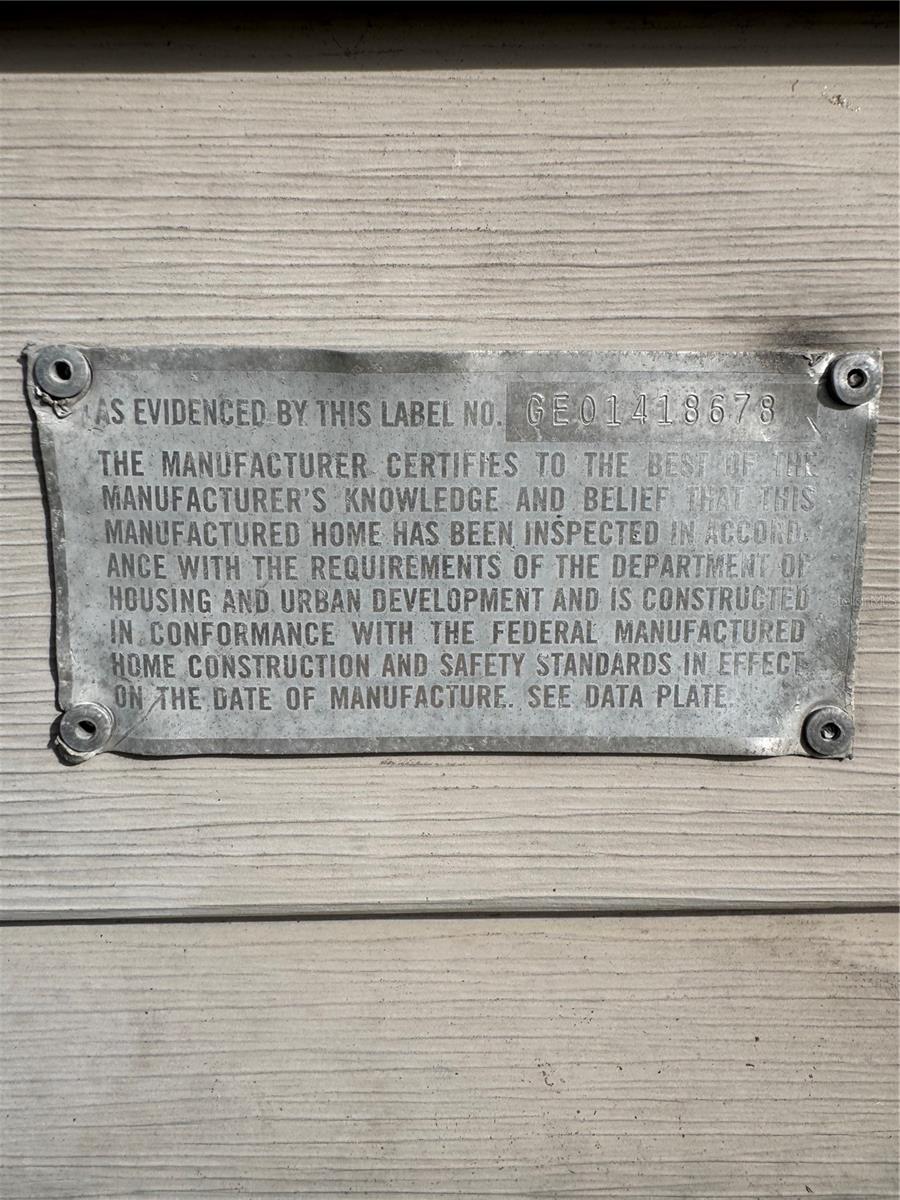 AS EVIDENCED BY THIS LABEL NO. GEO1418678
THE MANUFACTURER CERTIFIES TO THE BEST OF THE
MANUFACTURER'S KNOWLEDGE AND BELIEF THAT THIS
MANUFACTURED HOME HAS BEEN INSPECTED IN ACCORD-
ANCE WITH THE REQUIREMENTS OF THE DEPARTMENT OF
HOUSING AND URBAN DEVELOPMENT AND IS CONSTRUCTED
IN CONFORMANCE WITH THE FEDERAL MANUFACTURED
HOME CONSTRUCTION AND SAFETY STANDARDS IN EFFECT
ON THE DATE OF MANUFACTURE. SEE DATA PLATE.